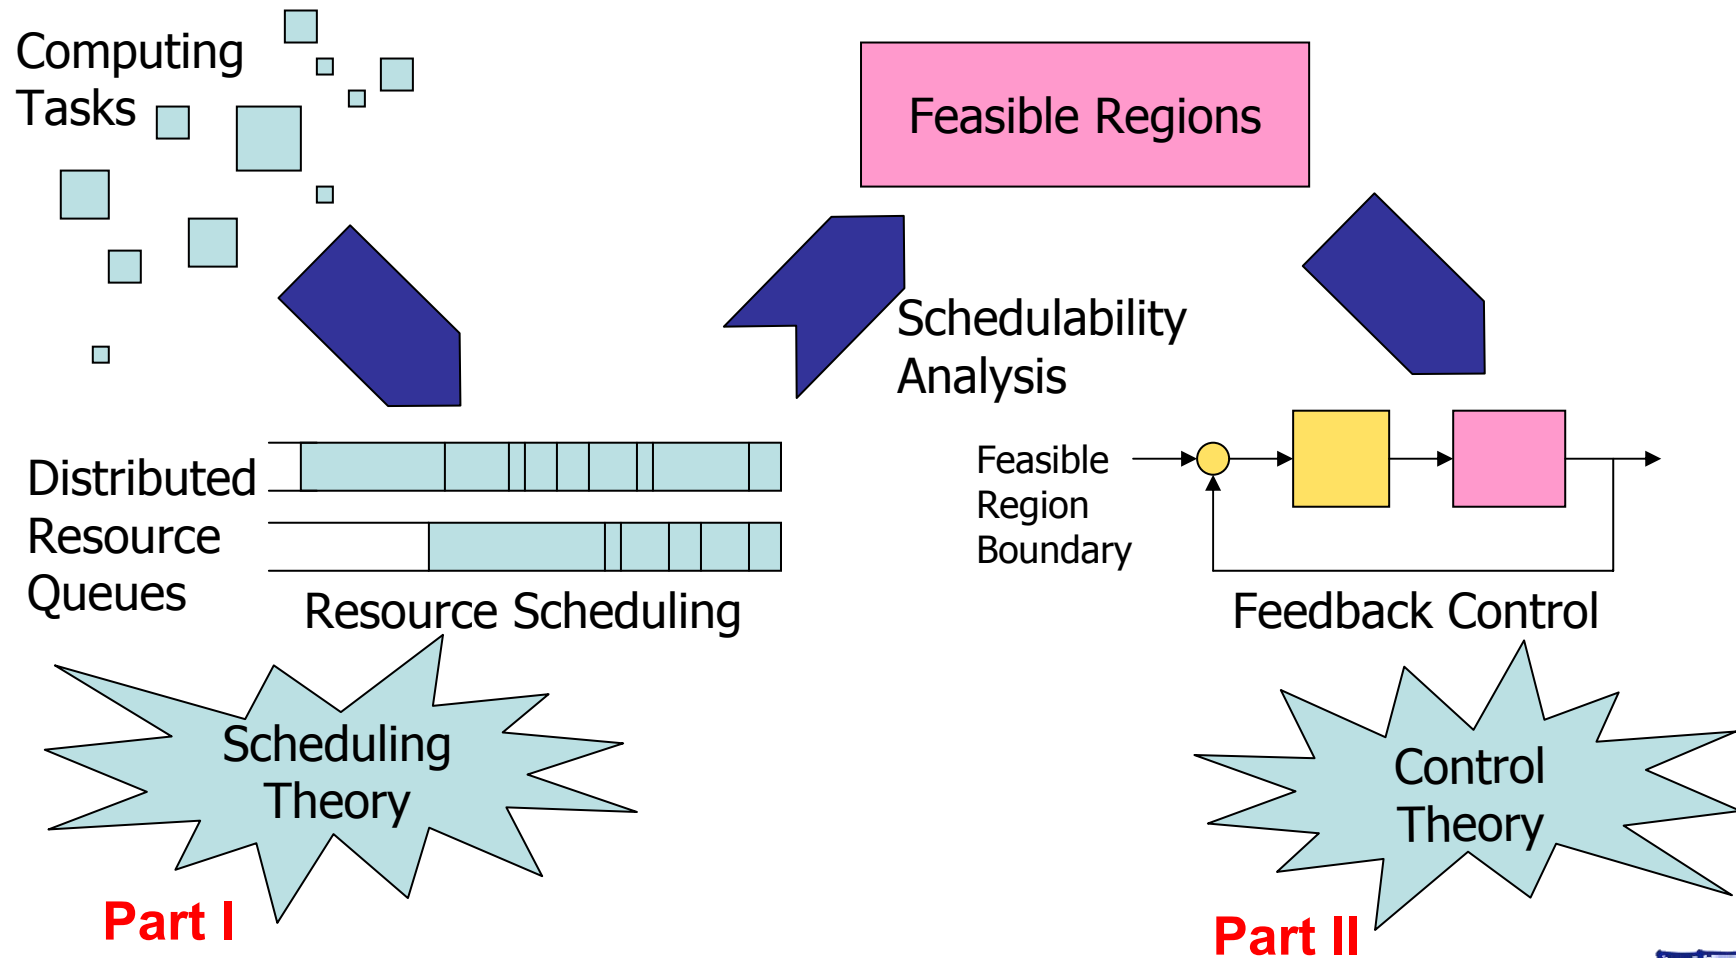 Computing
Tasks
Feasible Regions
Schedulability
Analysis
Distributed
Resource
Queues
Feasible
Region
Boundary
Resource Scheduling
Feedback Control
Scheduling
Theory
Control
Theory
Part I
Part II